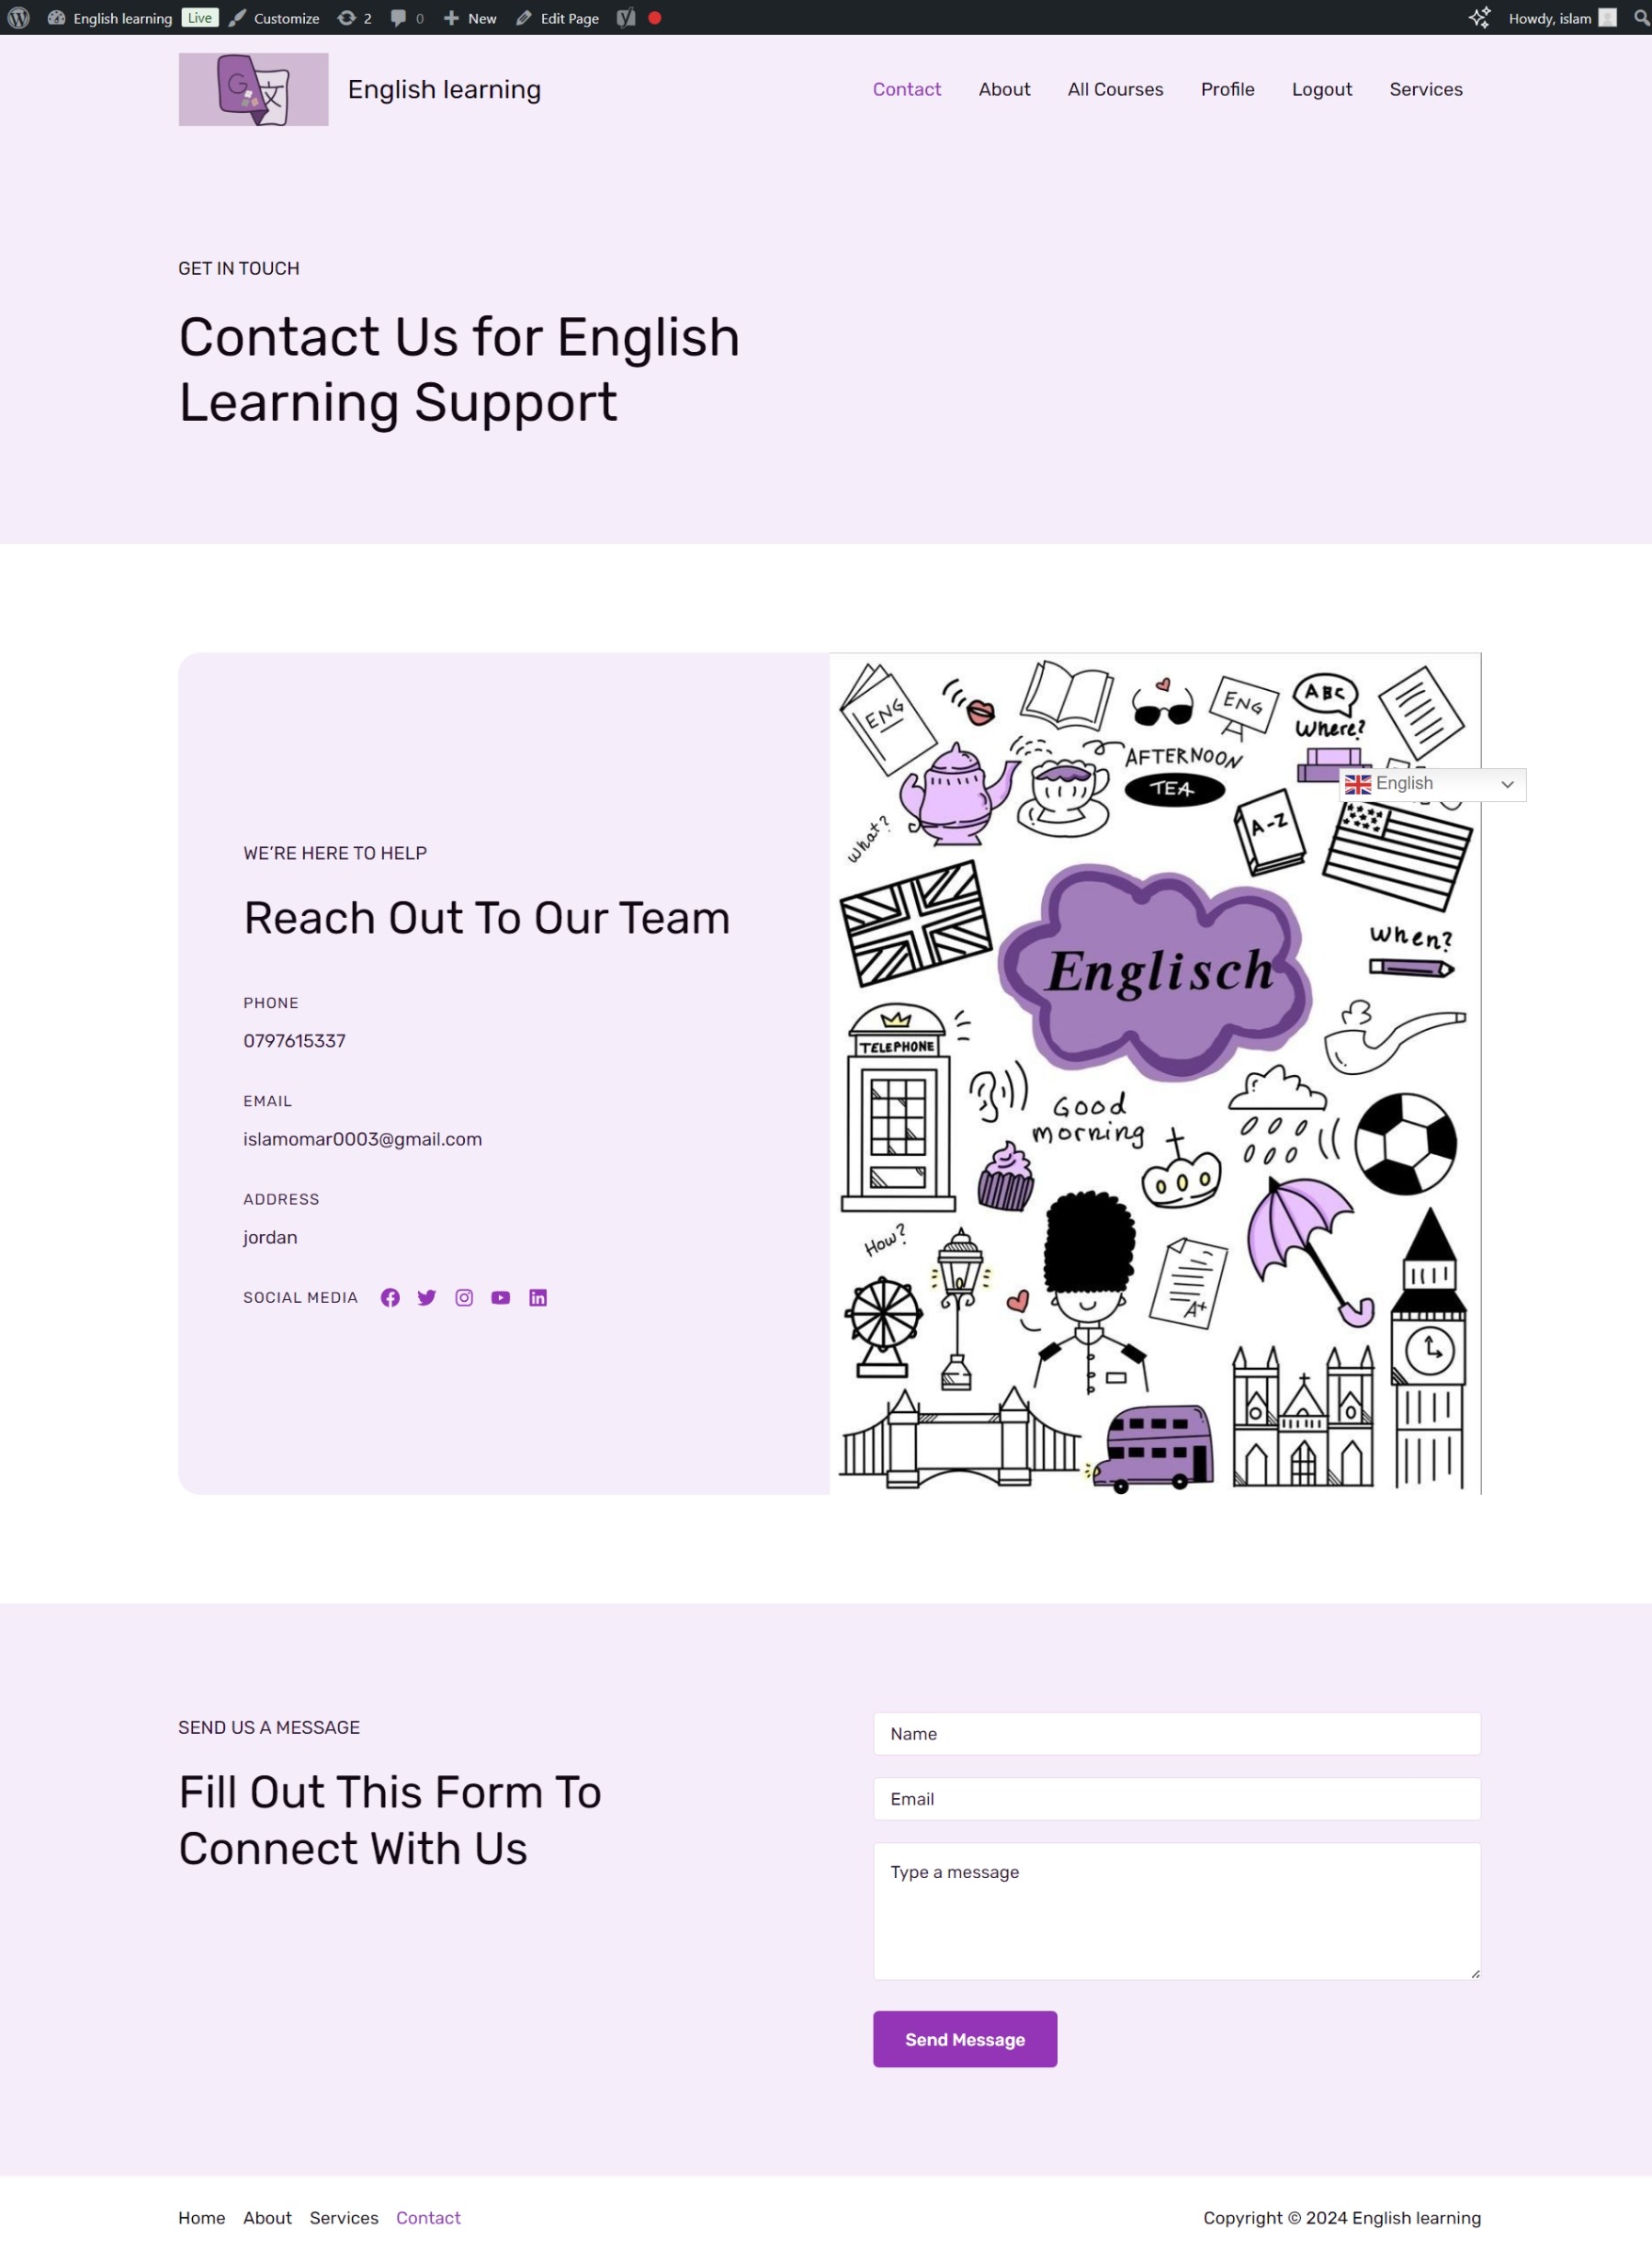 English learning Live Customize 2 0 New Edit Page Howdy, islam
G 文
English learning
Contact About All Courses Profile Logout Services
GET IN TOUCH
Contact Us for English
Learning Support
WE’RE HERE TO HELP
Reach Out To Our Team
PHONE
0797615337
EMAIL
islamomar0003@gmail.com
ADDRESS
jordan
SOCIAL MEDIA
ENG
ENG
ABC
Where?
AFTERNOON
TEA
English
What?
A-Z
Englisch
When?
TELEPHONE
Good
morning
How?
A+
SEND US A MESSAGE
Fill Out This Form To
Connect With Us
Name
Email
Type a message
Send Message
Home About Services Contact
Copyright © 2024 English learning